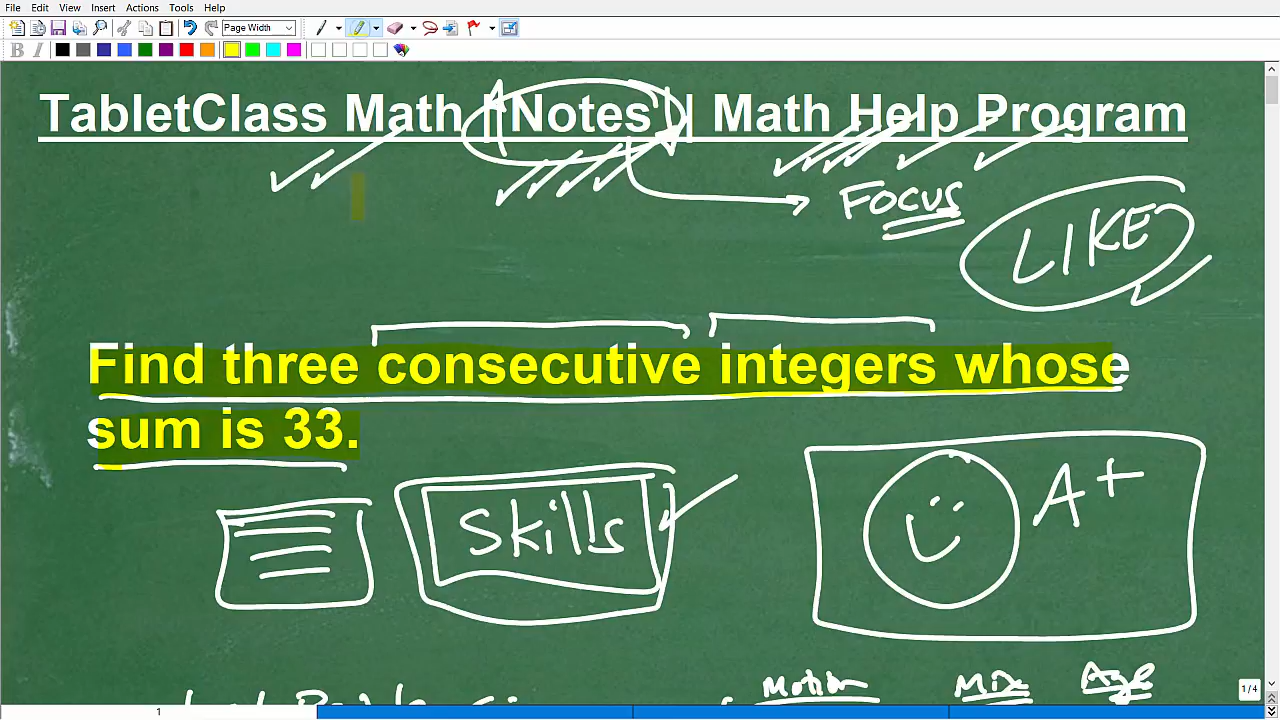 File Edit View Insert Actions Tools Help
Page Width
B I
TabletClass Math || Notes || Math Help Program
Focus
LIKE
Find three consecutive integers whose
sum is 33.
Skills
A+
Motion Mix Age
1/4
1